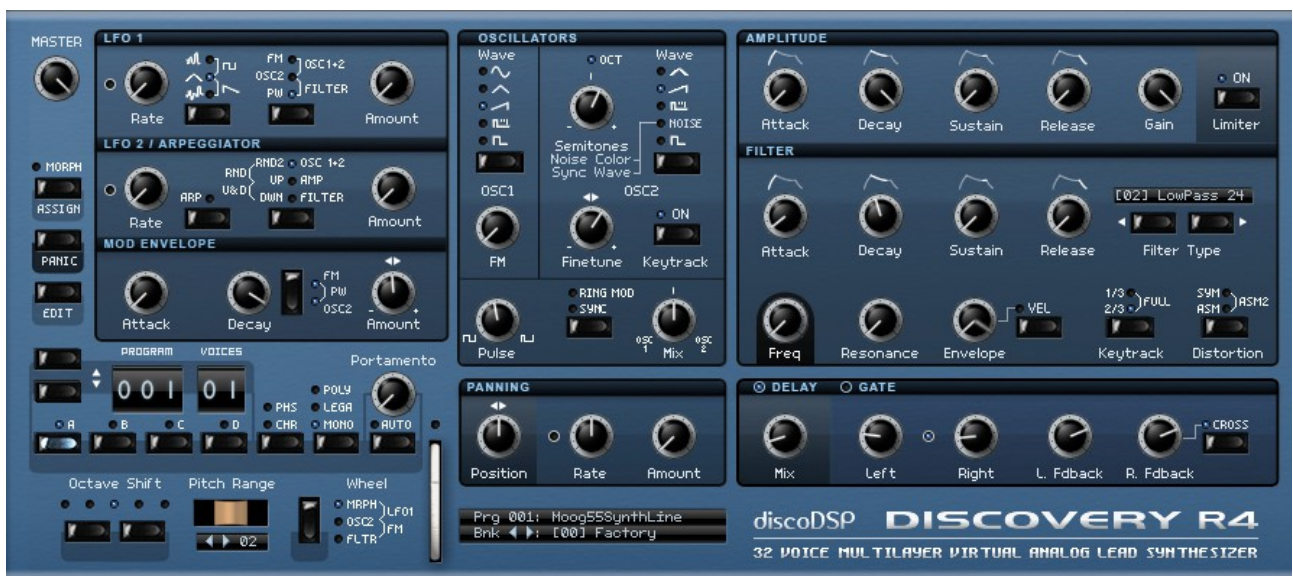 MASTER
LFO 1
FM
OSC1+2
OSC2
FILTER
PW
Rate
Amount
LFO 2 / ARPEGGIATOR
RND2
OSC 1+2
RND
UP
AMP
U&D
ARP
DWN
FILTER
Rate
Amount
MORPH
ASSIGN
PANIC
EDIT
MOD ENVELOPE
FM
PW
OSC2
Attack
Decay
Amount
OSCILLATORS
Wave
OCT
Wave
NOISE
Semitones
Noise Color
Sync Wave
OSC1
OSC2
ON
FM
Finetune
Keytrack
RING MOD
SYNC
Pulse
OSC 1
Mix
OSC 2
AMPLITUDE
ON
Attack
Decay
Sustain
Release
Gain
Limiter
FILTER
[02] LowPass 24
Attack
Decay
Sustain
Release
Filter Type
VEL
1/3
FULL
2/3
SYM
ASM2
ASM
Freq
Resonance
Envelope
Keytrack
Distortion
PROGRAM
VOICES
Portamento
001
01
POLY
PHS
LEGA
A
B
C
D
CHR
MONO
AUTO
Octave Shift
Pitch Range
Wheel
MRPH
LFO1
OSC2
FM
FLTR
02
PANNING
Position
Rate
Amount
DELAY
GATE
CROSS
Mix
Left
Right
L. Fdback
R. Fdback
Prg 001: Moog55SynthLine
Bnk ◀ ▶: [00] Factory
discoDSP DISCOVERY R4
32 VOICE MULTILAYER VIRTUAL ANALOG LEAD SYNTHESIZER